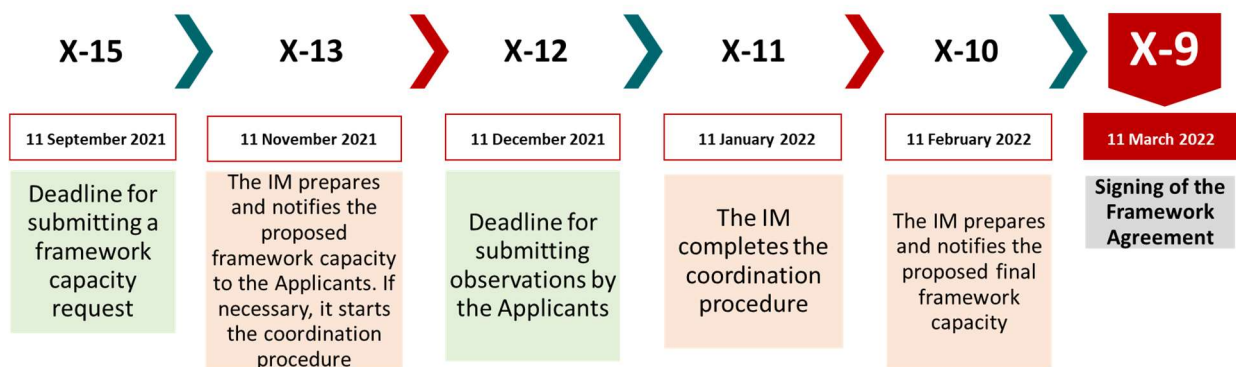 X-15
X-13
X-12
X-11
X-10
X-9
11 September 2021
11 November 2021
11 December 2021
11 January 2022
11 February 2022
11 March 2022
Deadline for
submitting a
framework
capacity
request
The IM prepares
and notifies the
proposed
framework capacity
to the Applicants. If
necessary, it starts
the coordination
procedure
Deadline for
submitting
observations by
the Applicants
The IM
completes the
coordination
procedure
The IM prepares
and notifies the
proposed final
framework
capacity
Signing of the
Framework
Agreement